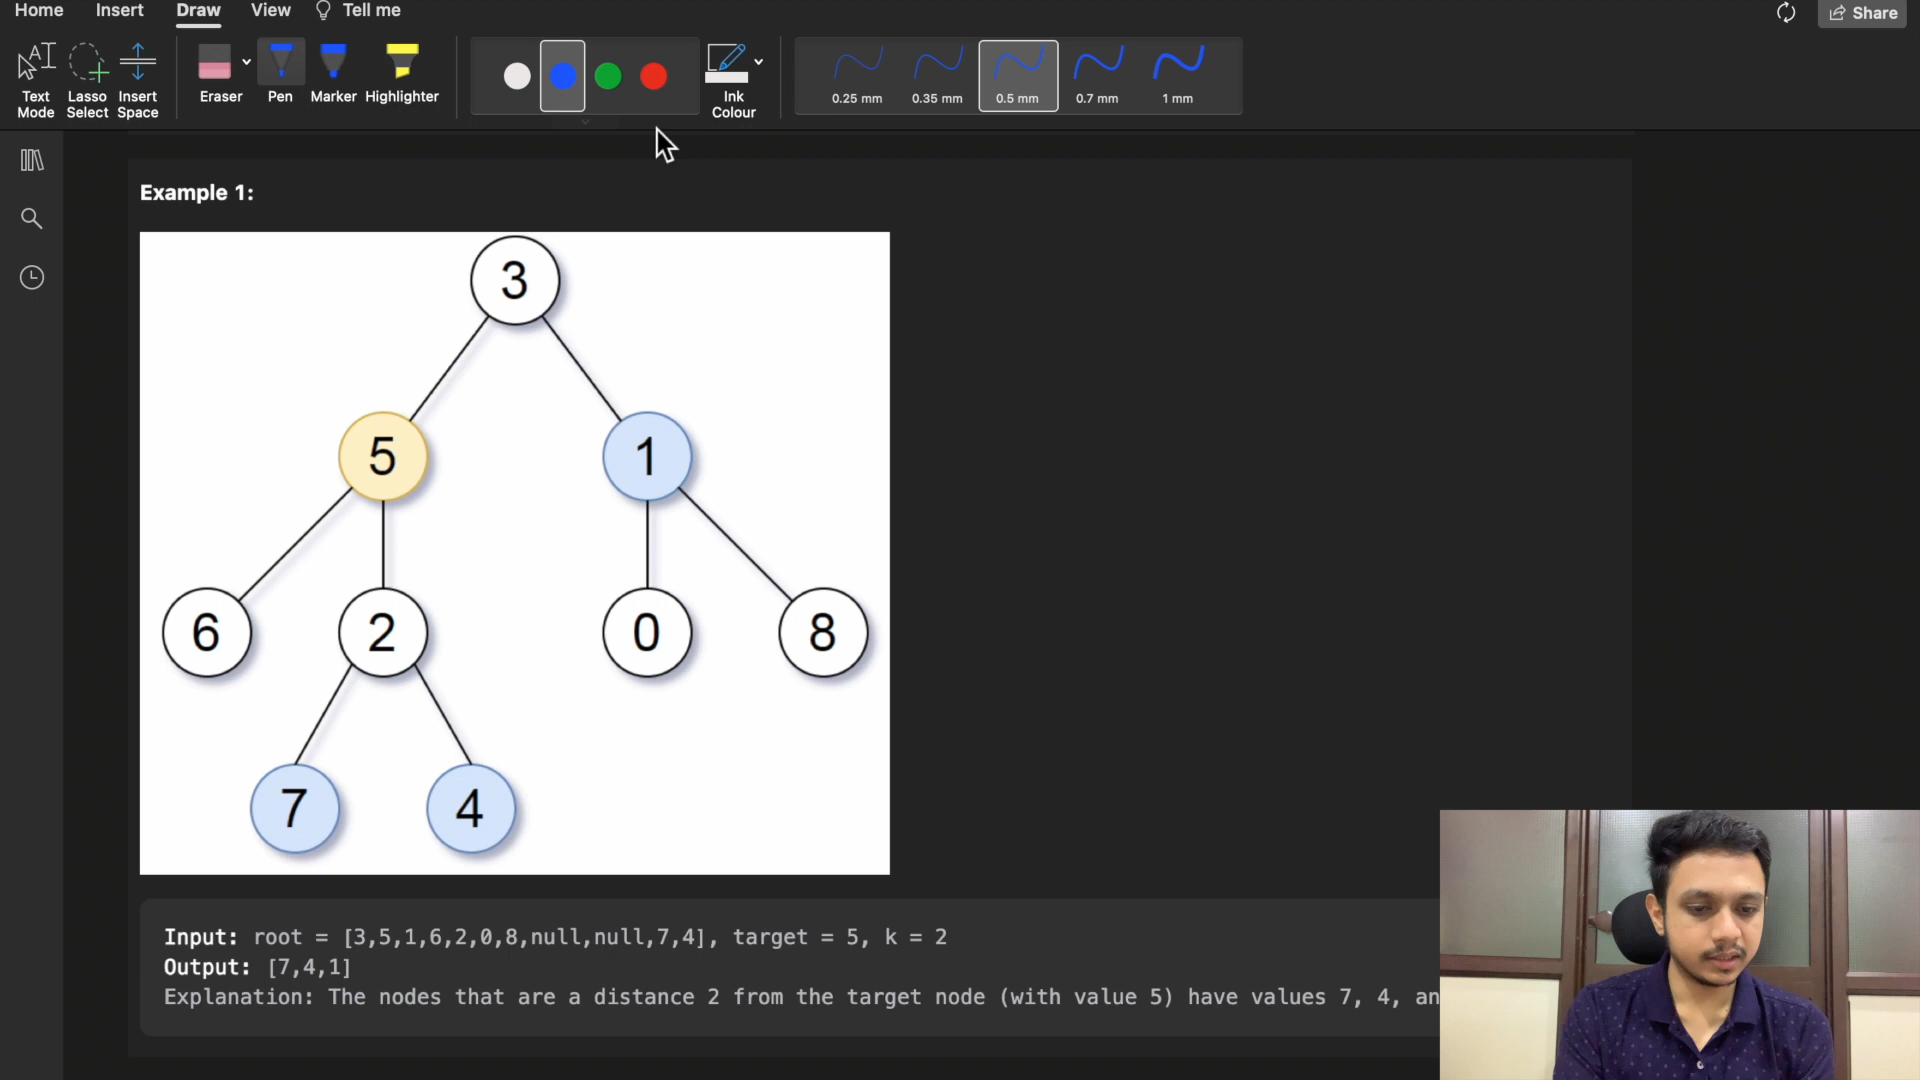 Home Insert Draw View Tell me Share
Text Mode
Lasso Select
Insert Space
Eraser
Pen
Marker
Highlighter
Ink Colour
0.25 mm
0.35 mm
0.5 mm
0.7 mm
1 mm
Example 1:
3
5 1
6 2 0 8
7 4
Input: root = [3,5,1,6,2,0,8,null,null,7,4], target = 5, k = 2
Output: [7,4,1]
Explanation: The nodes that are a distance 2 from the target node (with value 5) have values 7, 4, an